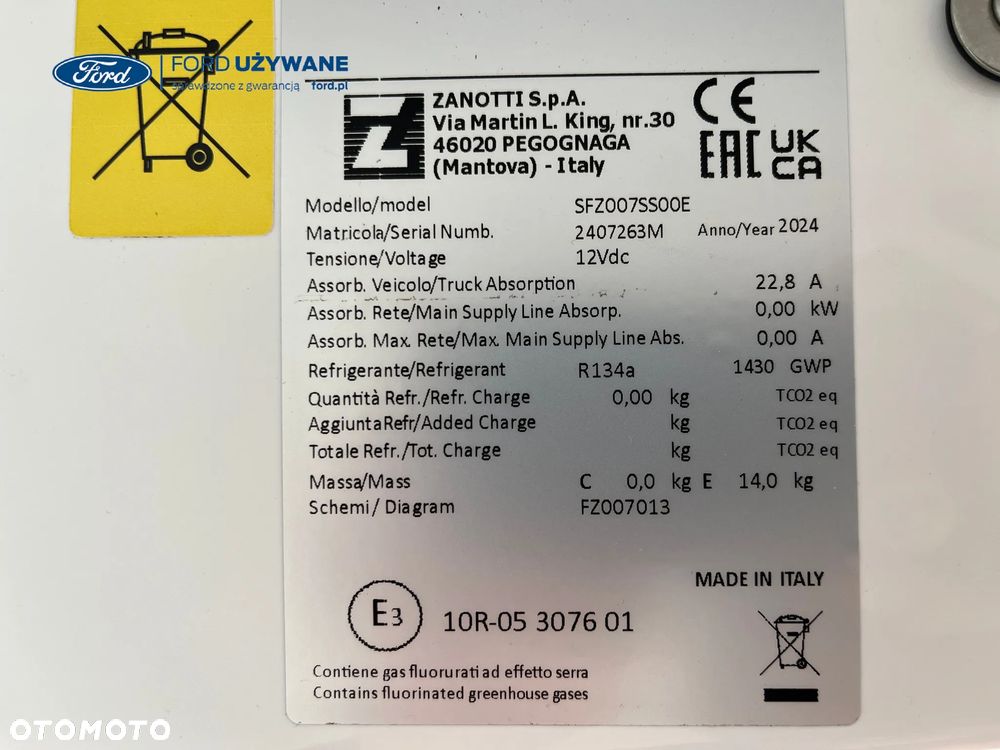 Ford
FORD UŻYWANE
Sprawdzone z gwarancją ford.pl
ZANOTTI S.p.A.
Via Martin L. King, nr.30
46020 PEGOGNAGA
(Mantova) - Italy
CE
EAC UK
CA
Modello/model SFZ007SS00E
Matricola/Serial Numb. 2407263M Anno/Year 2024
Tensione/Voltage 12Vdc
Assorb. Veicolo/Truck Absorption 22,8 A
Assorb. Rete/Main Supply Line Absorp. 0,00 kW
Assorb. Max. Rete/Max. Main Supply Line Abs. 0,00 A
Refrigerante/Refrigerant R134a 1430 GWP
Quantità Refr./Refr. Charge 0,00 kg TCO2 eq
AggiuntaRefr/Added Charge kg TCO2 eq
Totale Refr./Tot. Charge kg TCO2 eq
Massa/Mass C 0,0 kg E 14,0 kg
Schemi/ Diagram FZ007013
MADE IN ITALY
E3 10R-05 3076 01
Contiene gas fluorurati ad effetto serra
Contains fluorinated greenhouse gases
OTOMOTO